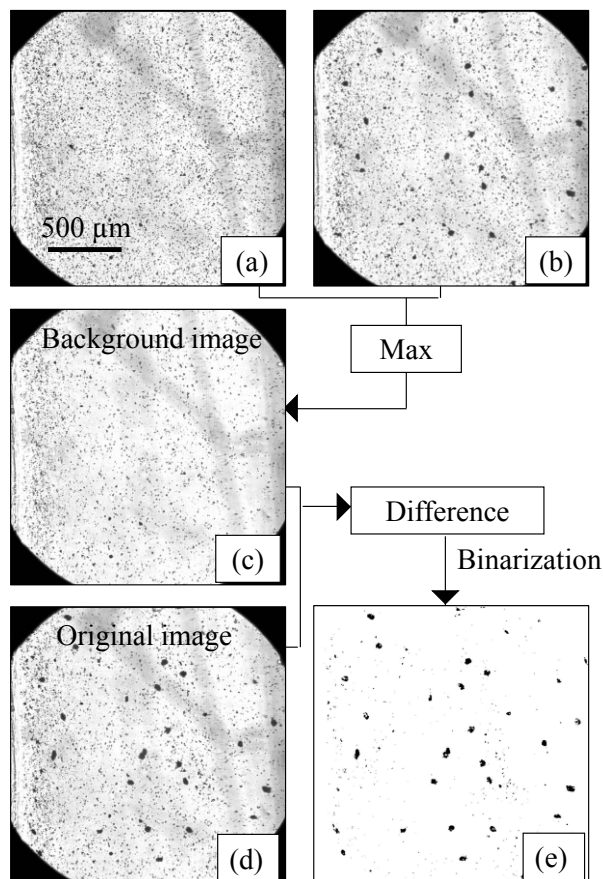 500 µm
(a)
(b)
Background image
Max
(c)
Difference
Binarization
Original image
(d)
(e)